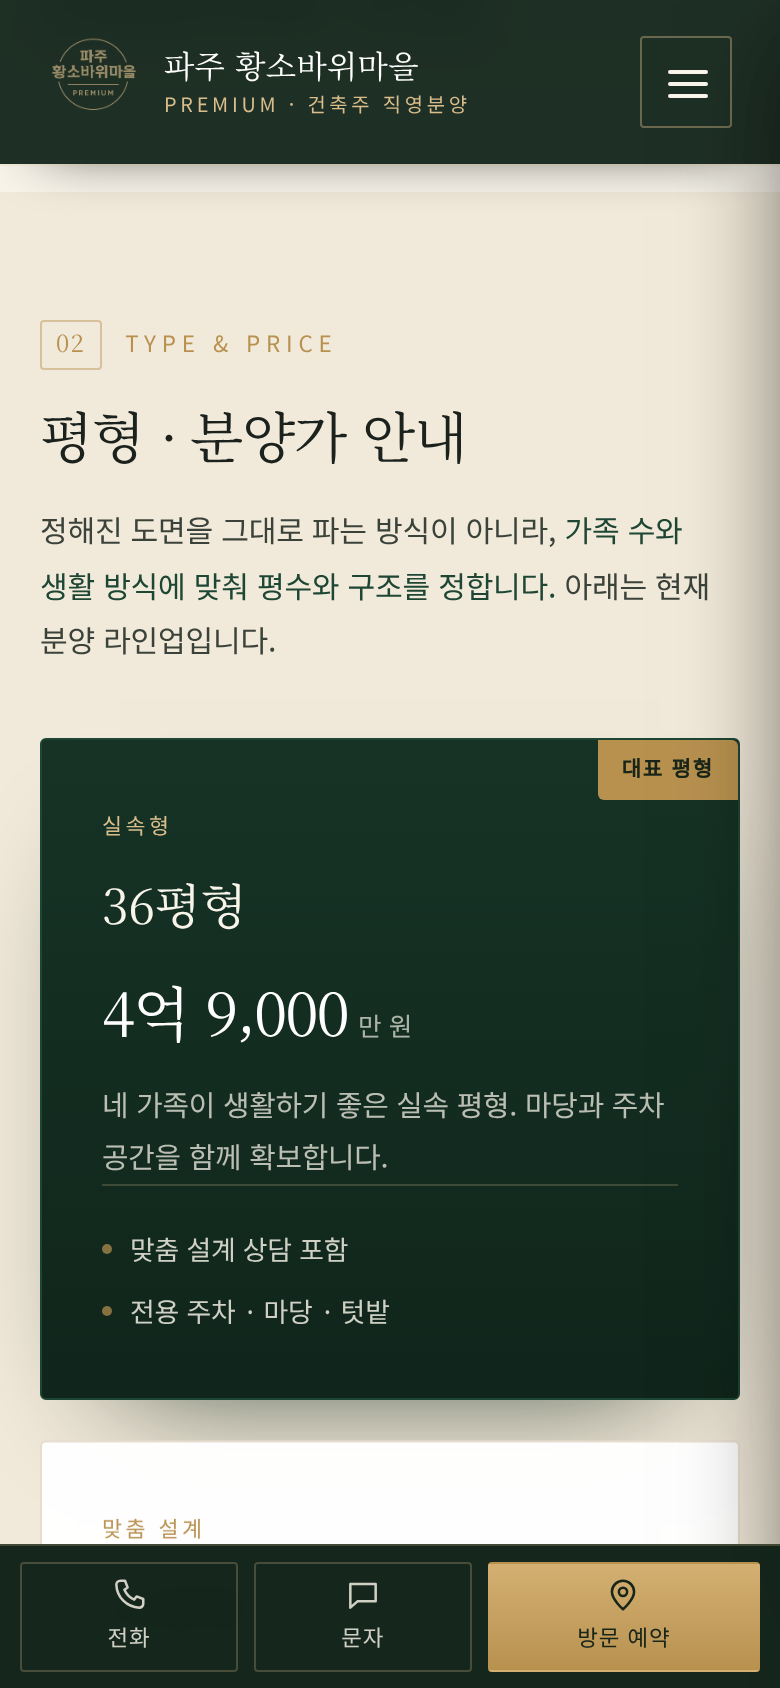 파주
황소바위마을
PREMIUM
파주 황소바위마을
PREMIUM · 건축주 직영분양
02
TYPE & PRICE
평형 · 분양가 안내
정해진 도면을 그대로 파는 방식이 아니라, 가족 수와
생활 방식에 맞춰 평수와 구조를 정합니다. 아래는 현재
분양 라인업입니다.
대표 평형
실속형
36평형
4억 9,000 만 원
네 가족이 생활하기 좋은 실속 평형. 마당과 주차
공간을 함께 확보합니다.
맞춤 설계 상담 포함
전용 주차 · 마당 · 텃밭
맞춤 설계
전화
문자
방문 예약